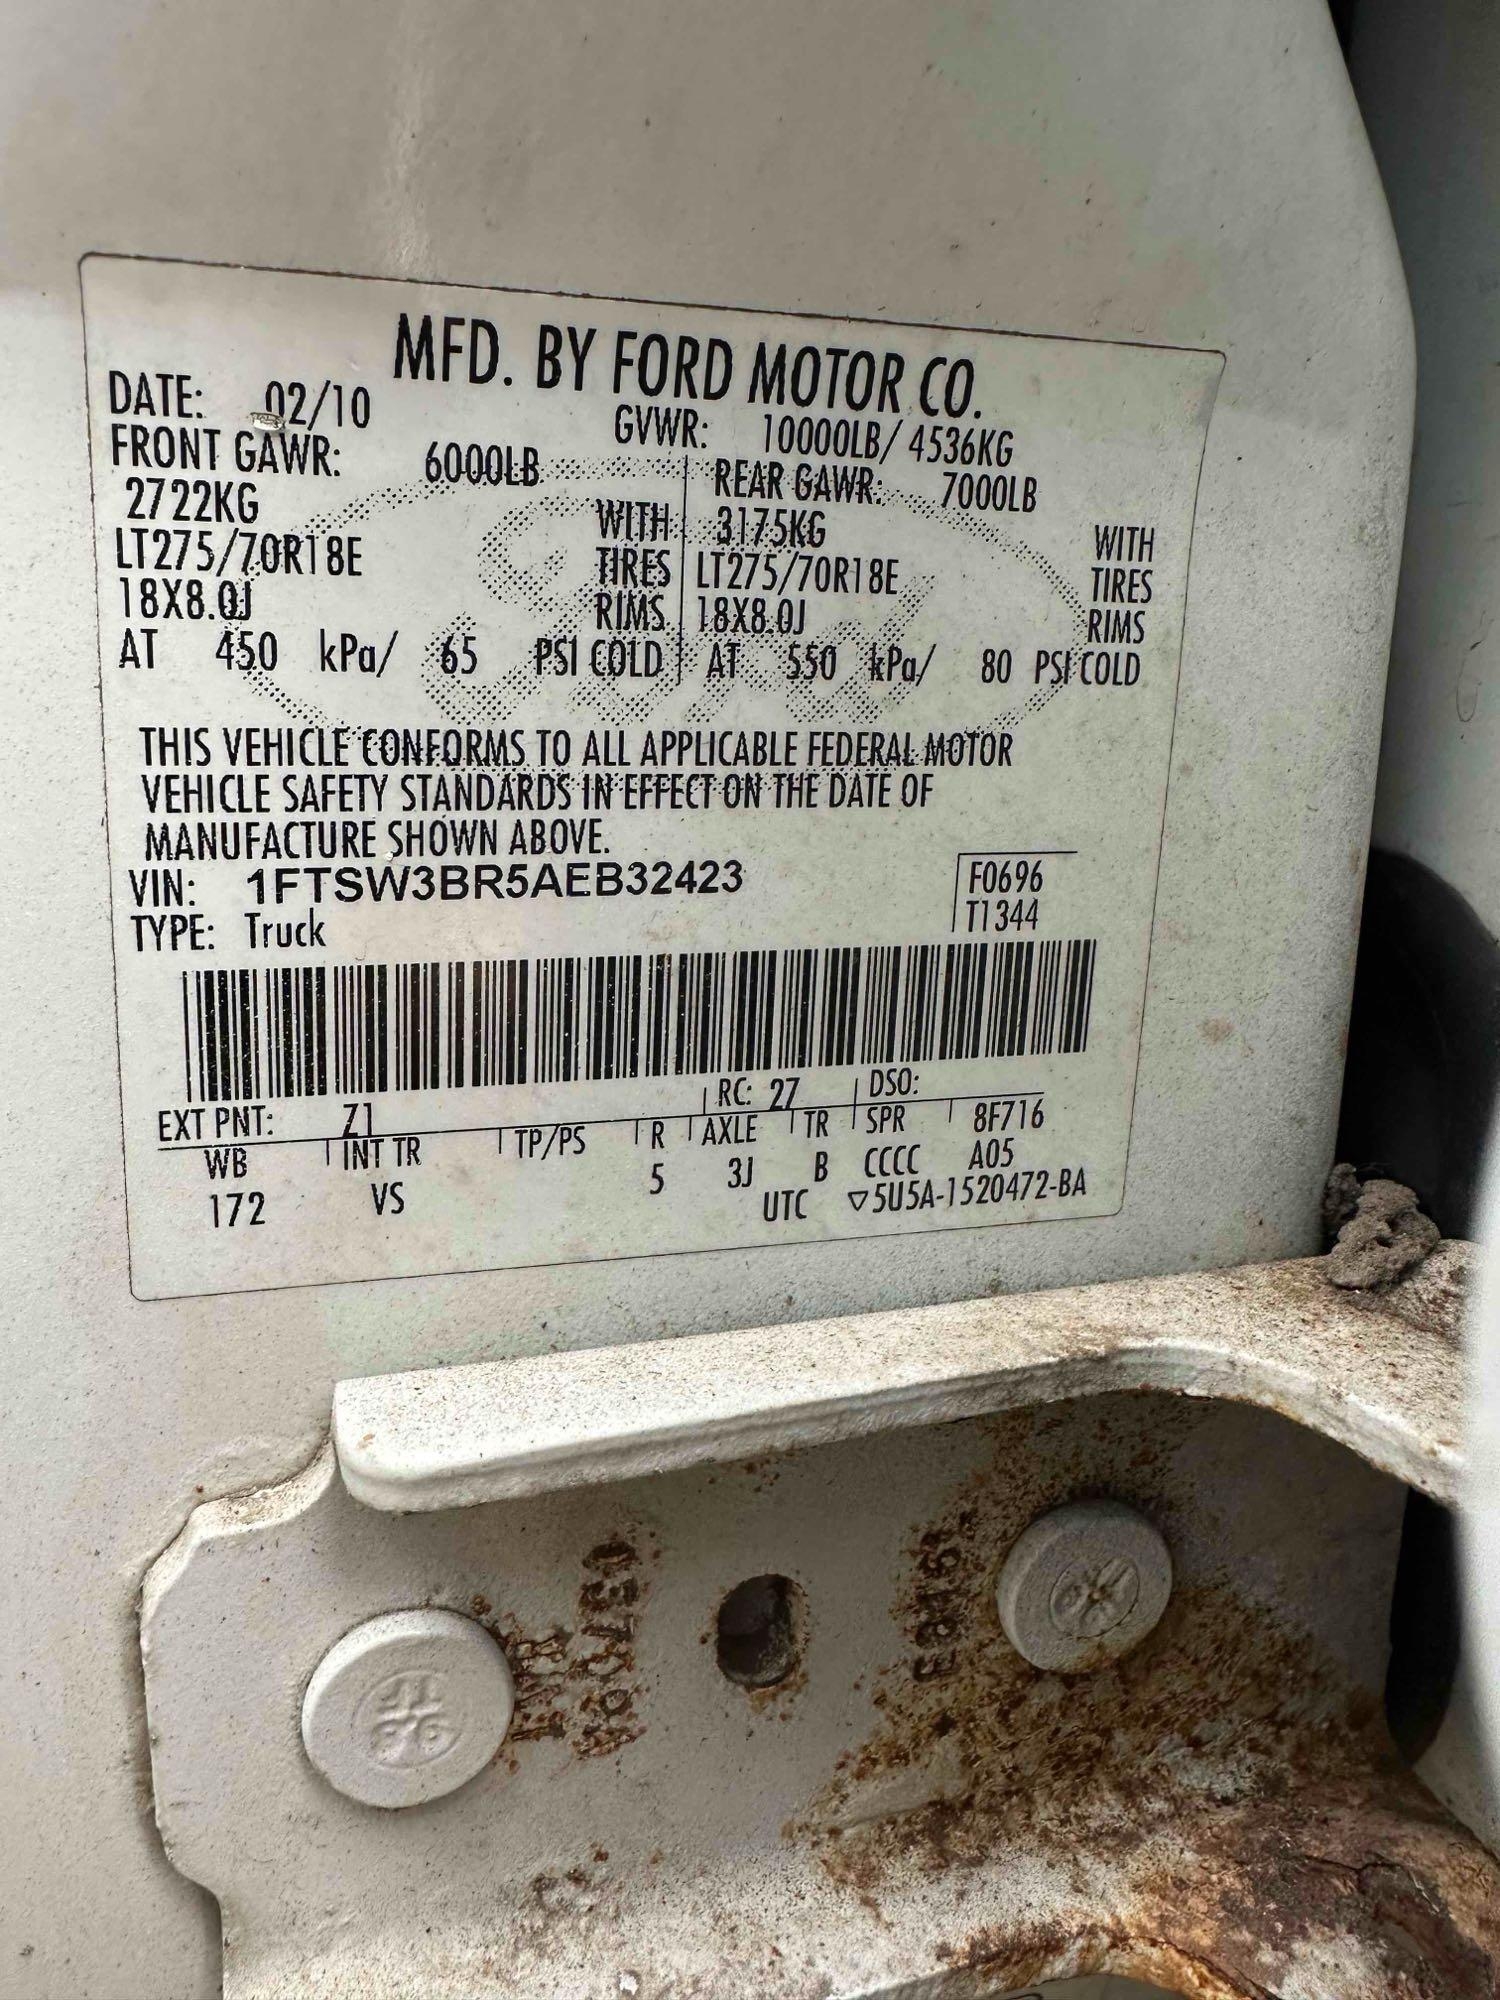 MFD. BY FORD MOTOR CO.
DATE: 02/10
GVWR: 10000LB/ 4536KG
FRONT GAWR: 6000LB
2722KG WITH
LT275/70R18E TIRES
18X8.0J RIMS
AT 450 kPa/ 65 PSI COLD
REAR GAWR: 7000LB
3175KG WITH
LT275/70R18E TIRES
18X8.0J RIMS
AT 550 kPa/ 80 PSI COLD
THIS VEHICLE CONFORMS TO ALL APPLICABLE FEDERAL MOTOR
VEHICLE SAFETY STANDARDS IN EFFECT ON THE DATE OF
MANUFACTURE SHOWN ABOVE.
VIN: 1FTSW3BR5AEB32423
TYPE: Truck
F0696
T1344
EXT PNT: Z1 RC: 27 DSO:
WB INT TR TP/PS R AXLE TR SPR 8F716
172 VS 5 3J B CCCC A05
UTC ▽5U5A-1520472-BA